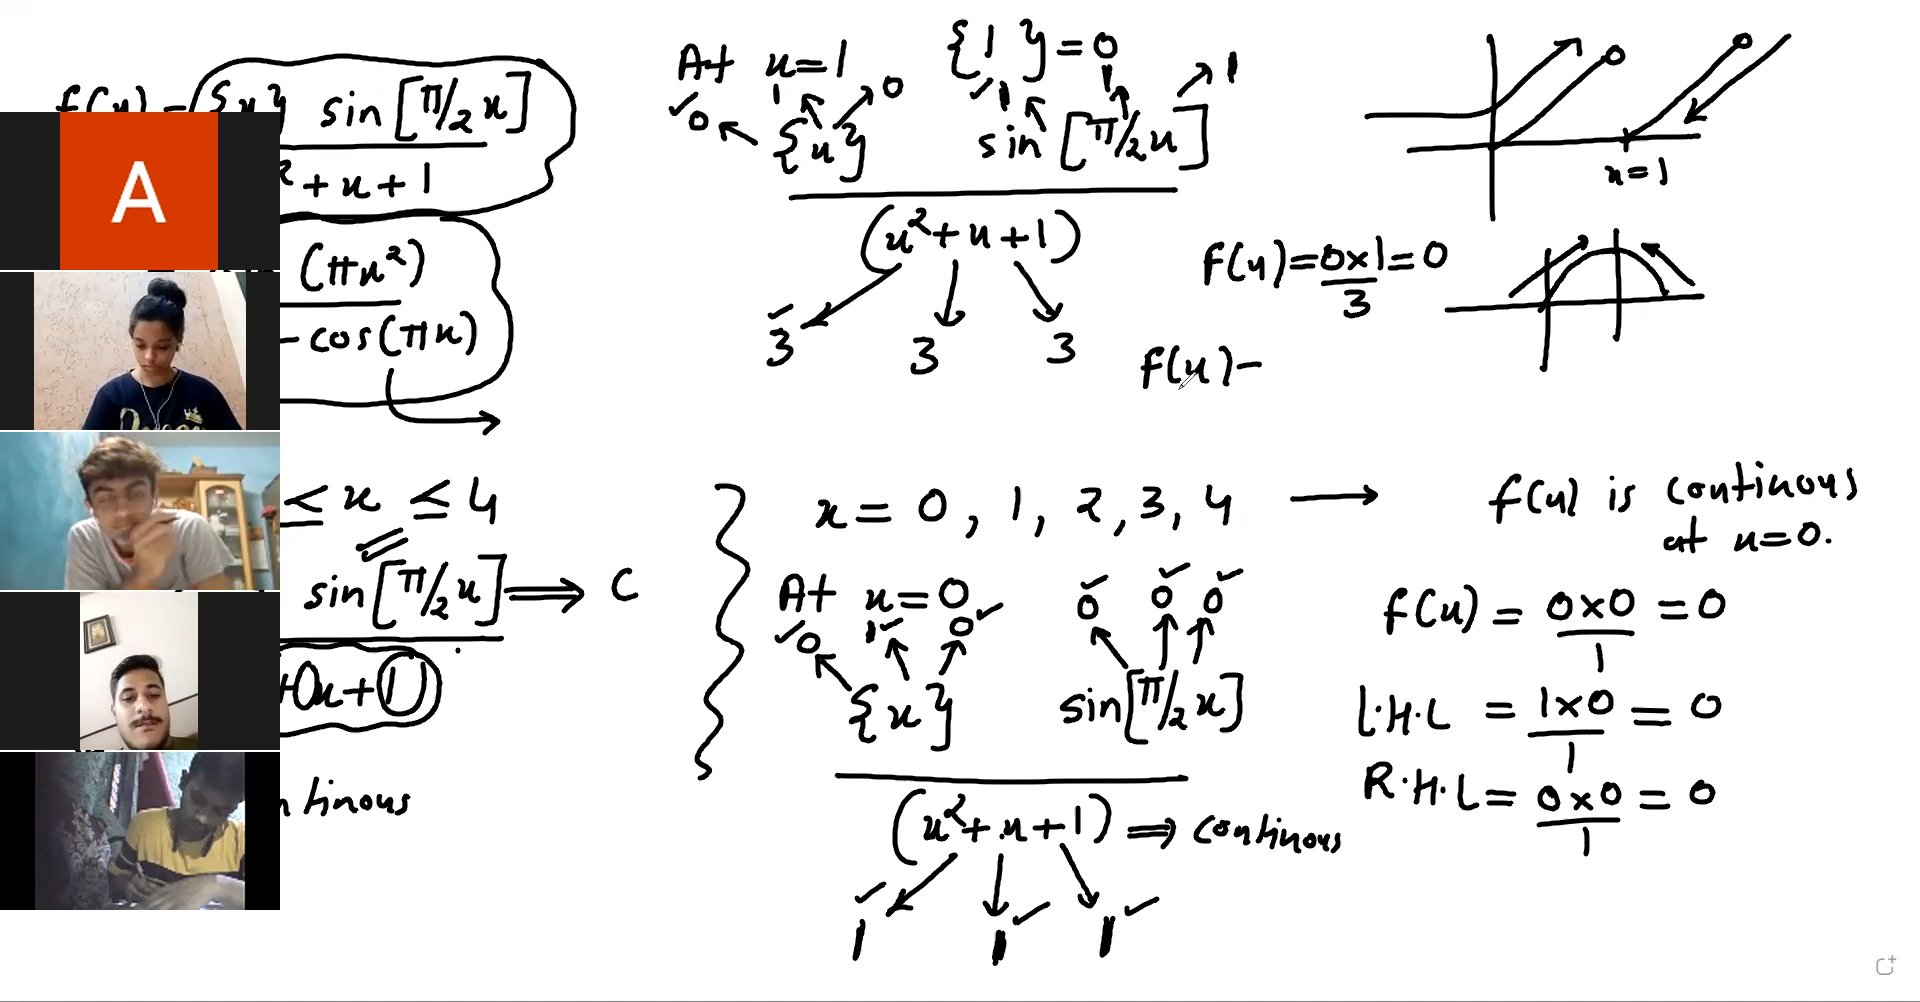 f(x) = {x} sin [π/2 x]
x² + x + 1
(πx²)
- cos(πx)
≤ x ≤ 4
sin [π/2 x] ⟹ C
+0x + 1
ntinous
At x = 1
{1} = 0
0 ← {x} → 0
1
1 sin [π/2 x] → 1
1
(x² + x + 1)
3 3 3
x = 1
f(x) = 0×1 = 0
3
f(x) -
x = 0, 1, 2, 3, 4 → f(x) is continous
at x = 0.
At x = 0
0 1 0
0 0 0
{x} sin [π/2 x]
(x² + x + 1) ⟹ continous
1 1 1
f(x) = 0×0 = 0
1
L.H.L = 1×0 = 0
1
R.H.L = 0×0 = 0
1
A